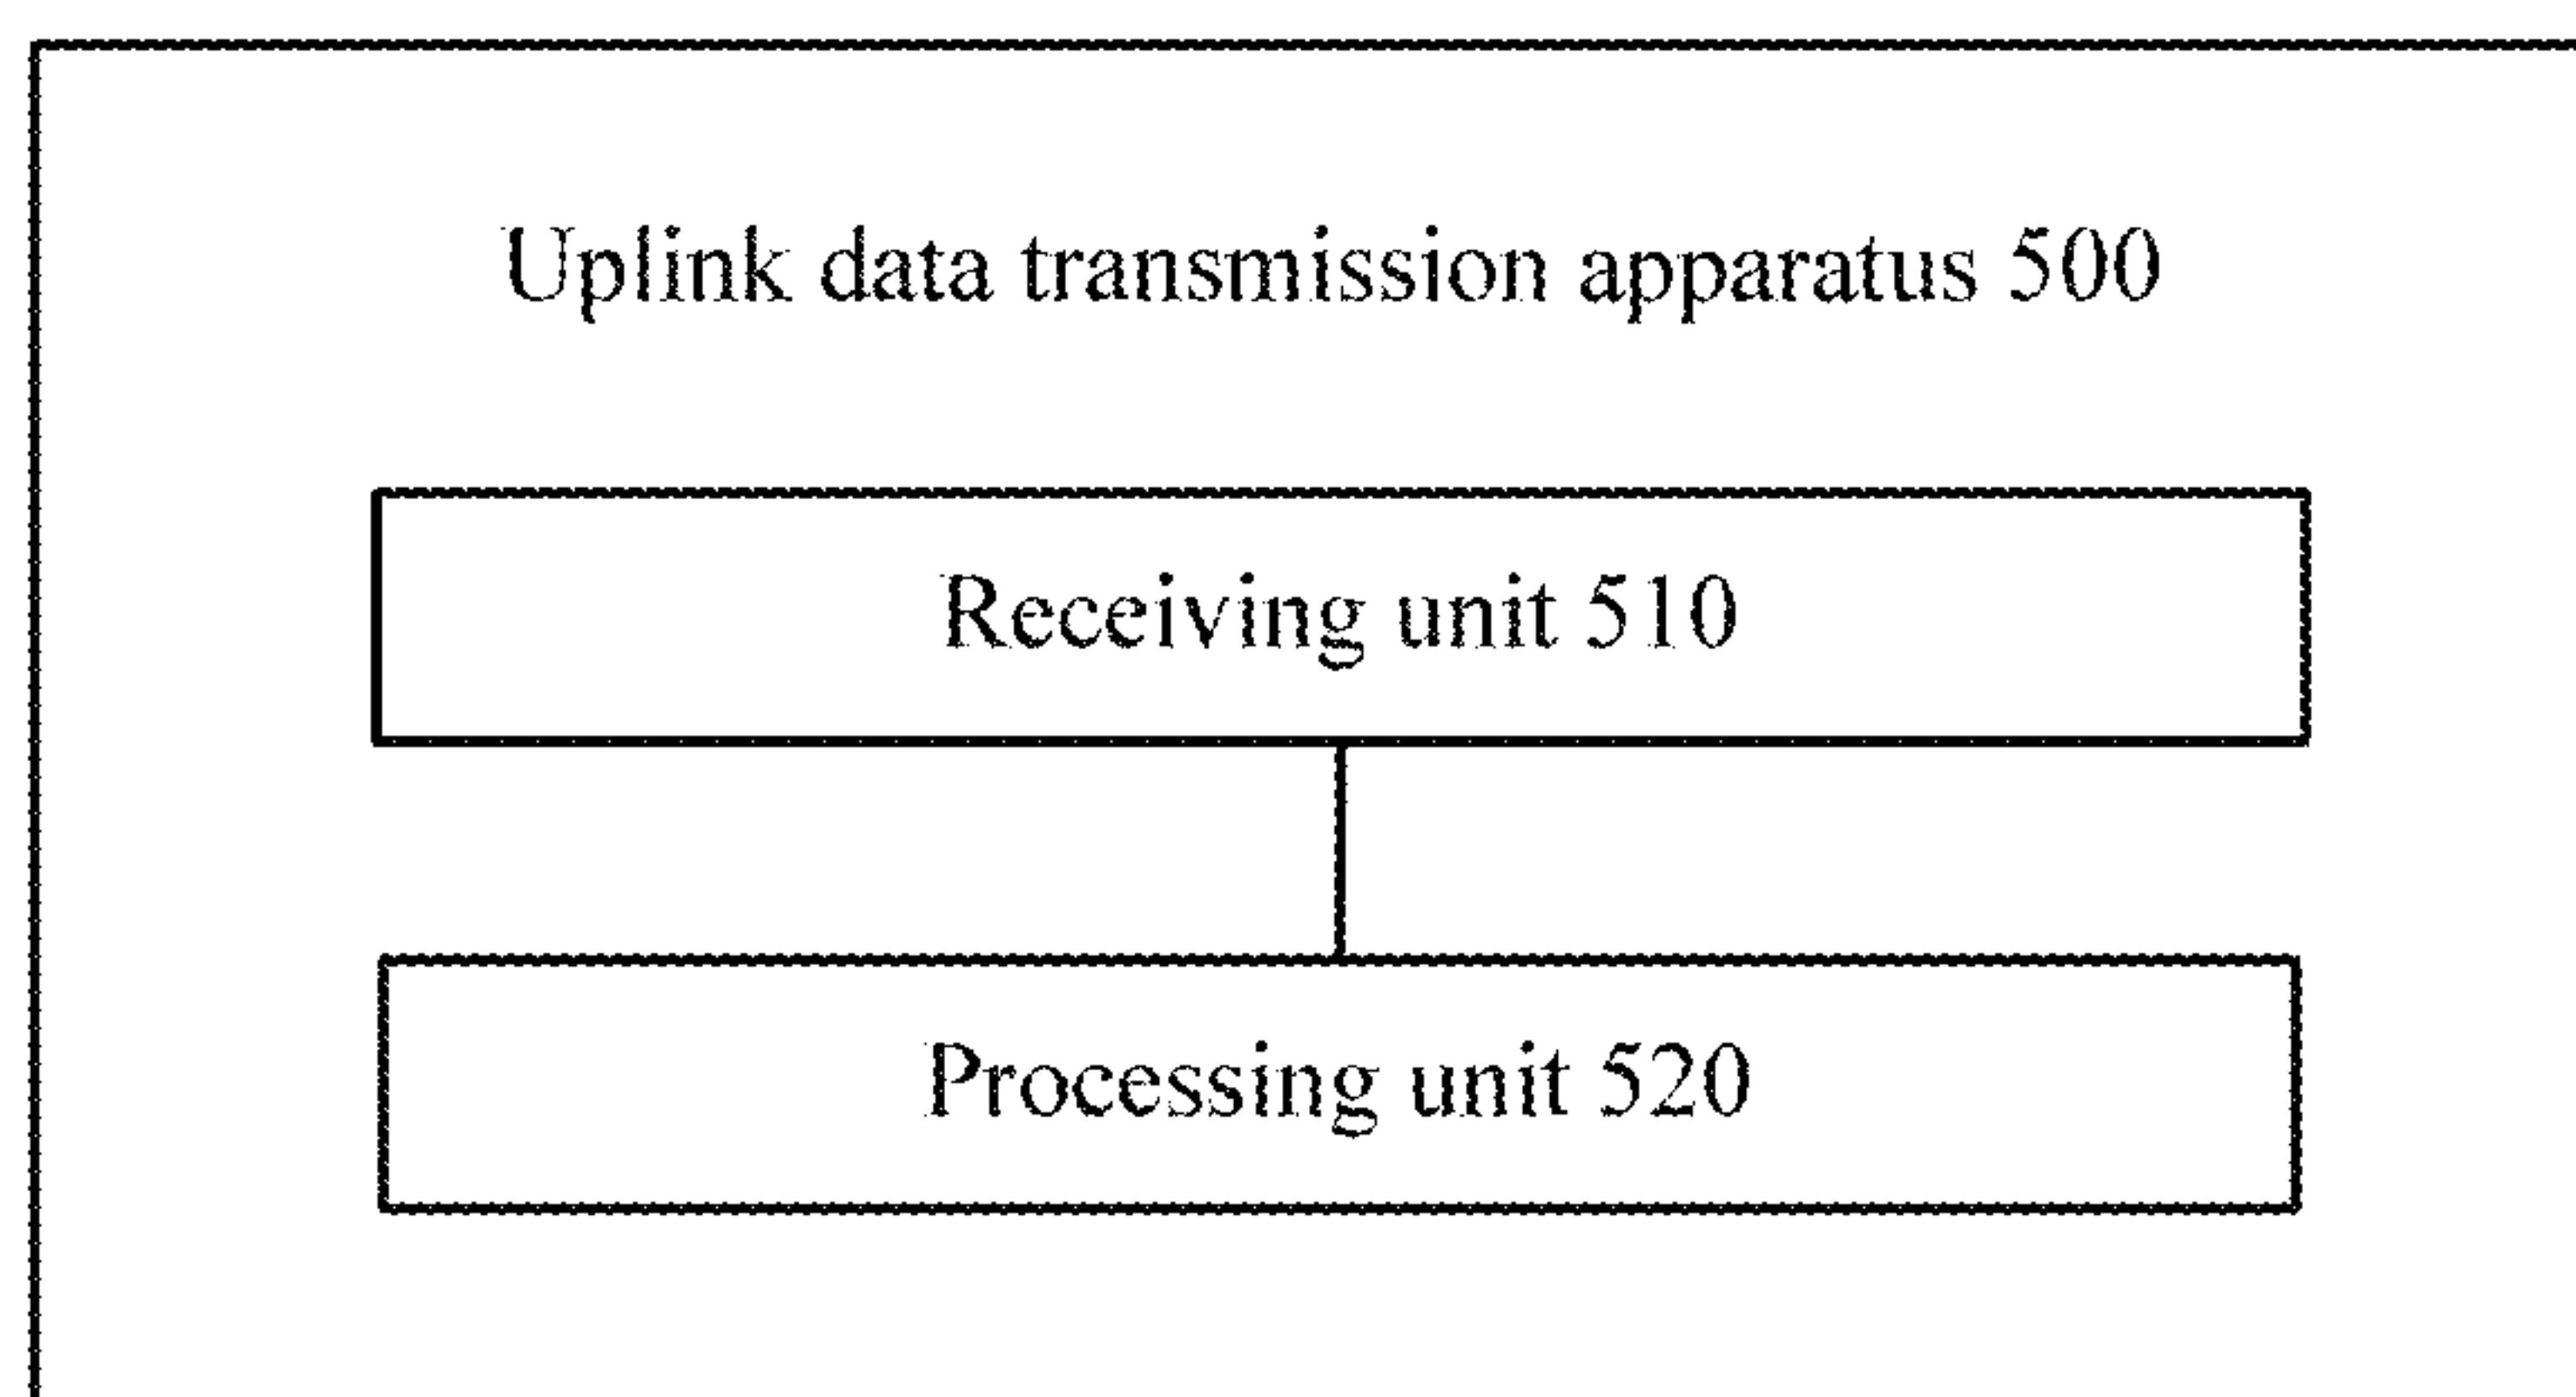 Uplink data transmission apparatus 500
Receiving unit 510
Processing unit 520